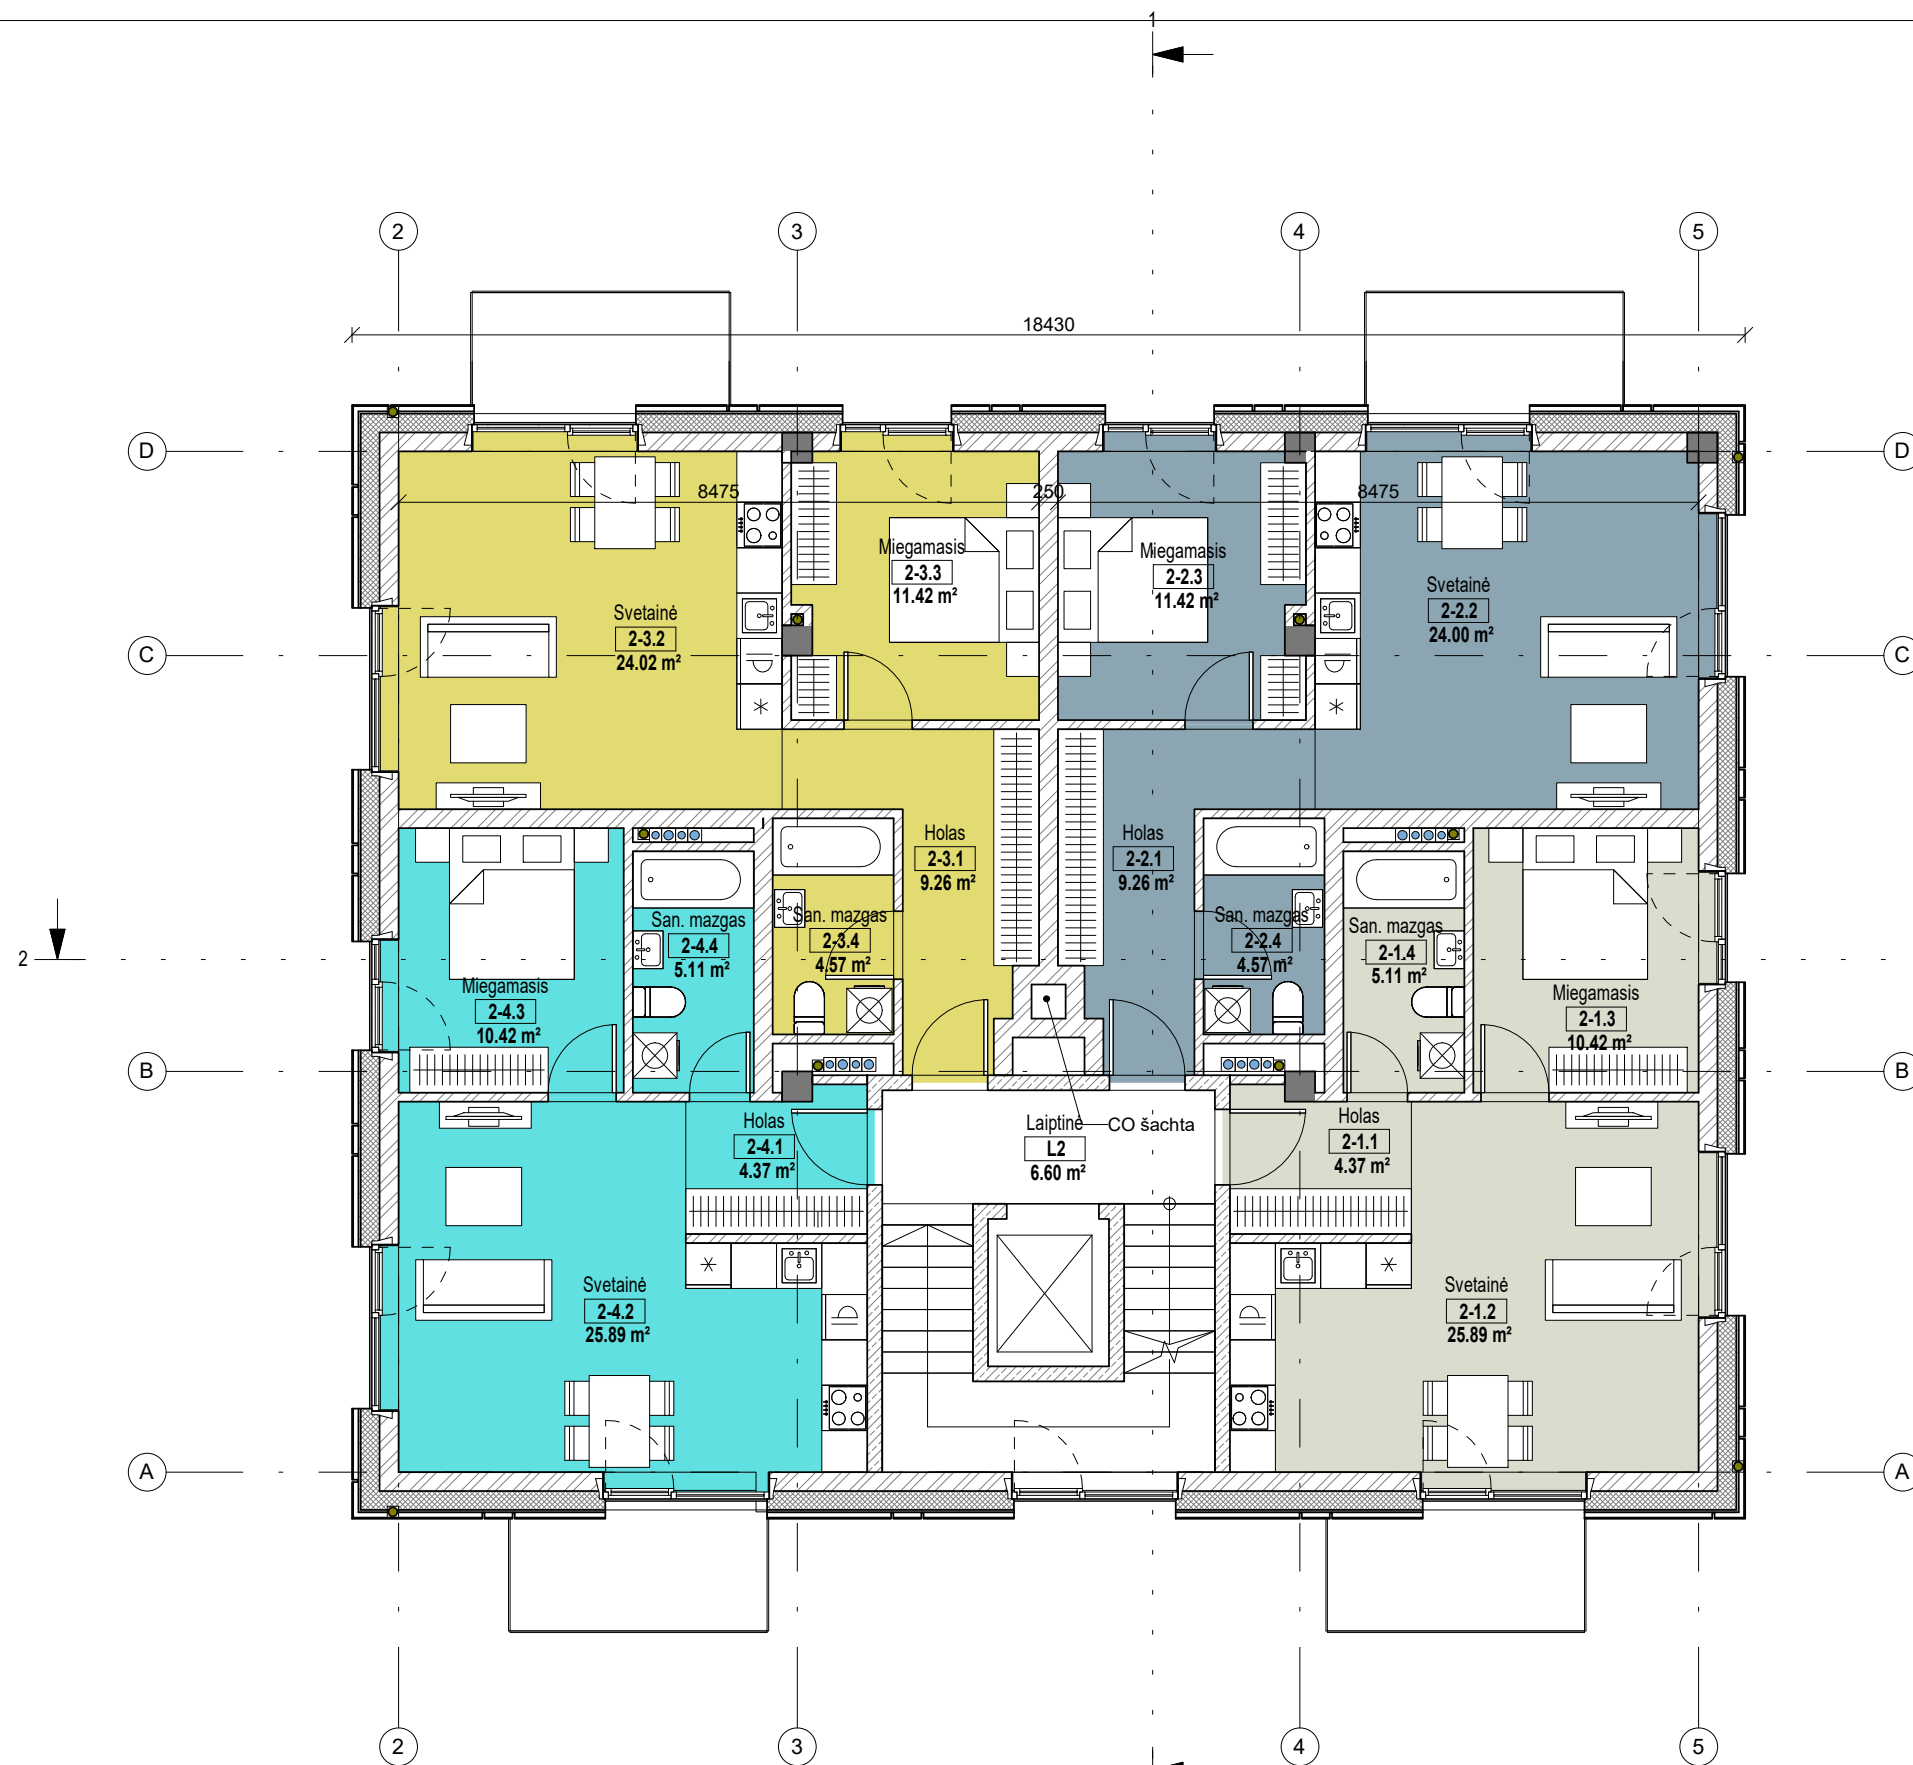 1
2
3
4
5
18430
D
D
8475
250
8475
Miegamasis
2-3.3
11.42 m²
Miegamasis
2-2.3
11.42 m²
Svetainė
2-3.2
24.02 m²
Svetainė
2-2.2
24.00 m²
C
C
Holas
2-3.1
9.26 m²
Holas
2-2.1
9.26 m²
San. mazgas
2-4.4
5.11 m²
San. mazgas
2-3.4
4.57 m²
San. mazgas
2-2.4
4.57 m²
San. mazgas
2-1.4
5.11 m²
2
Miegamasis
2-4.3
10.42 m²
Miegamasis
2-1.3
10.42 m²
B
B
Holas
2-4.1
4.37 m²
Laiptinė
L2
6.60 m²
CO šachta
Holas
2-1.1
4.37 m²
Svetainė
2-4.2
25.89 m²
Svetainė
2-1.2
25.89 m²
A
A
2
3
4
5